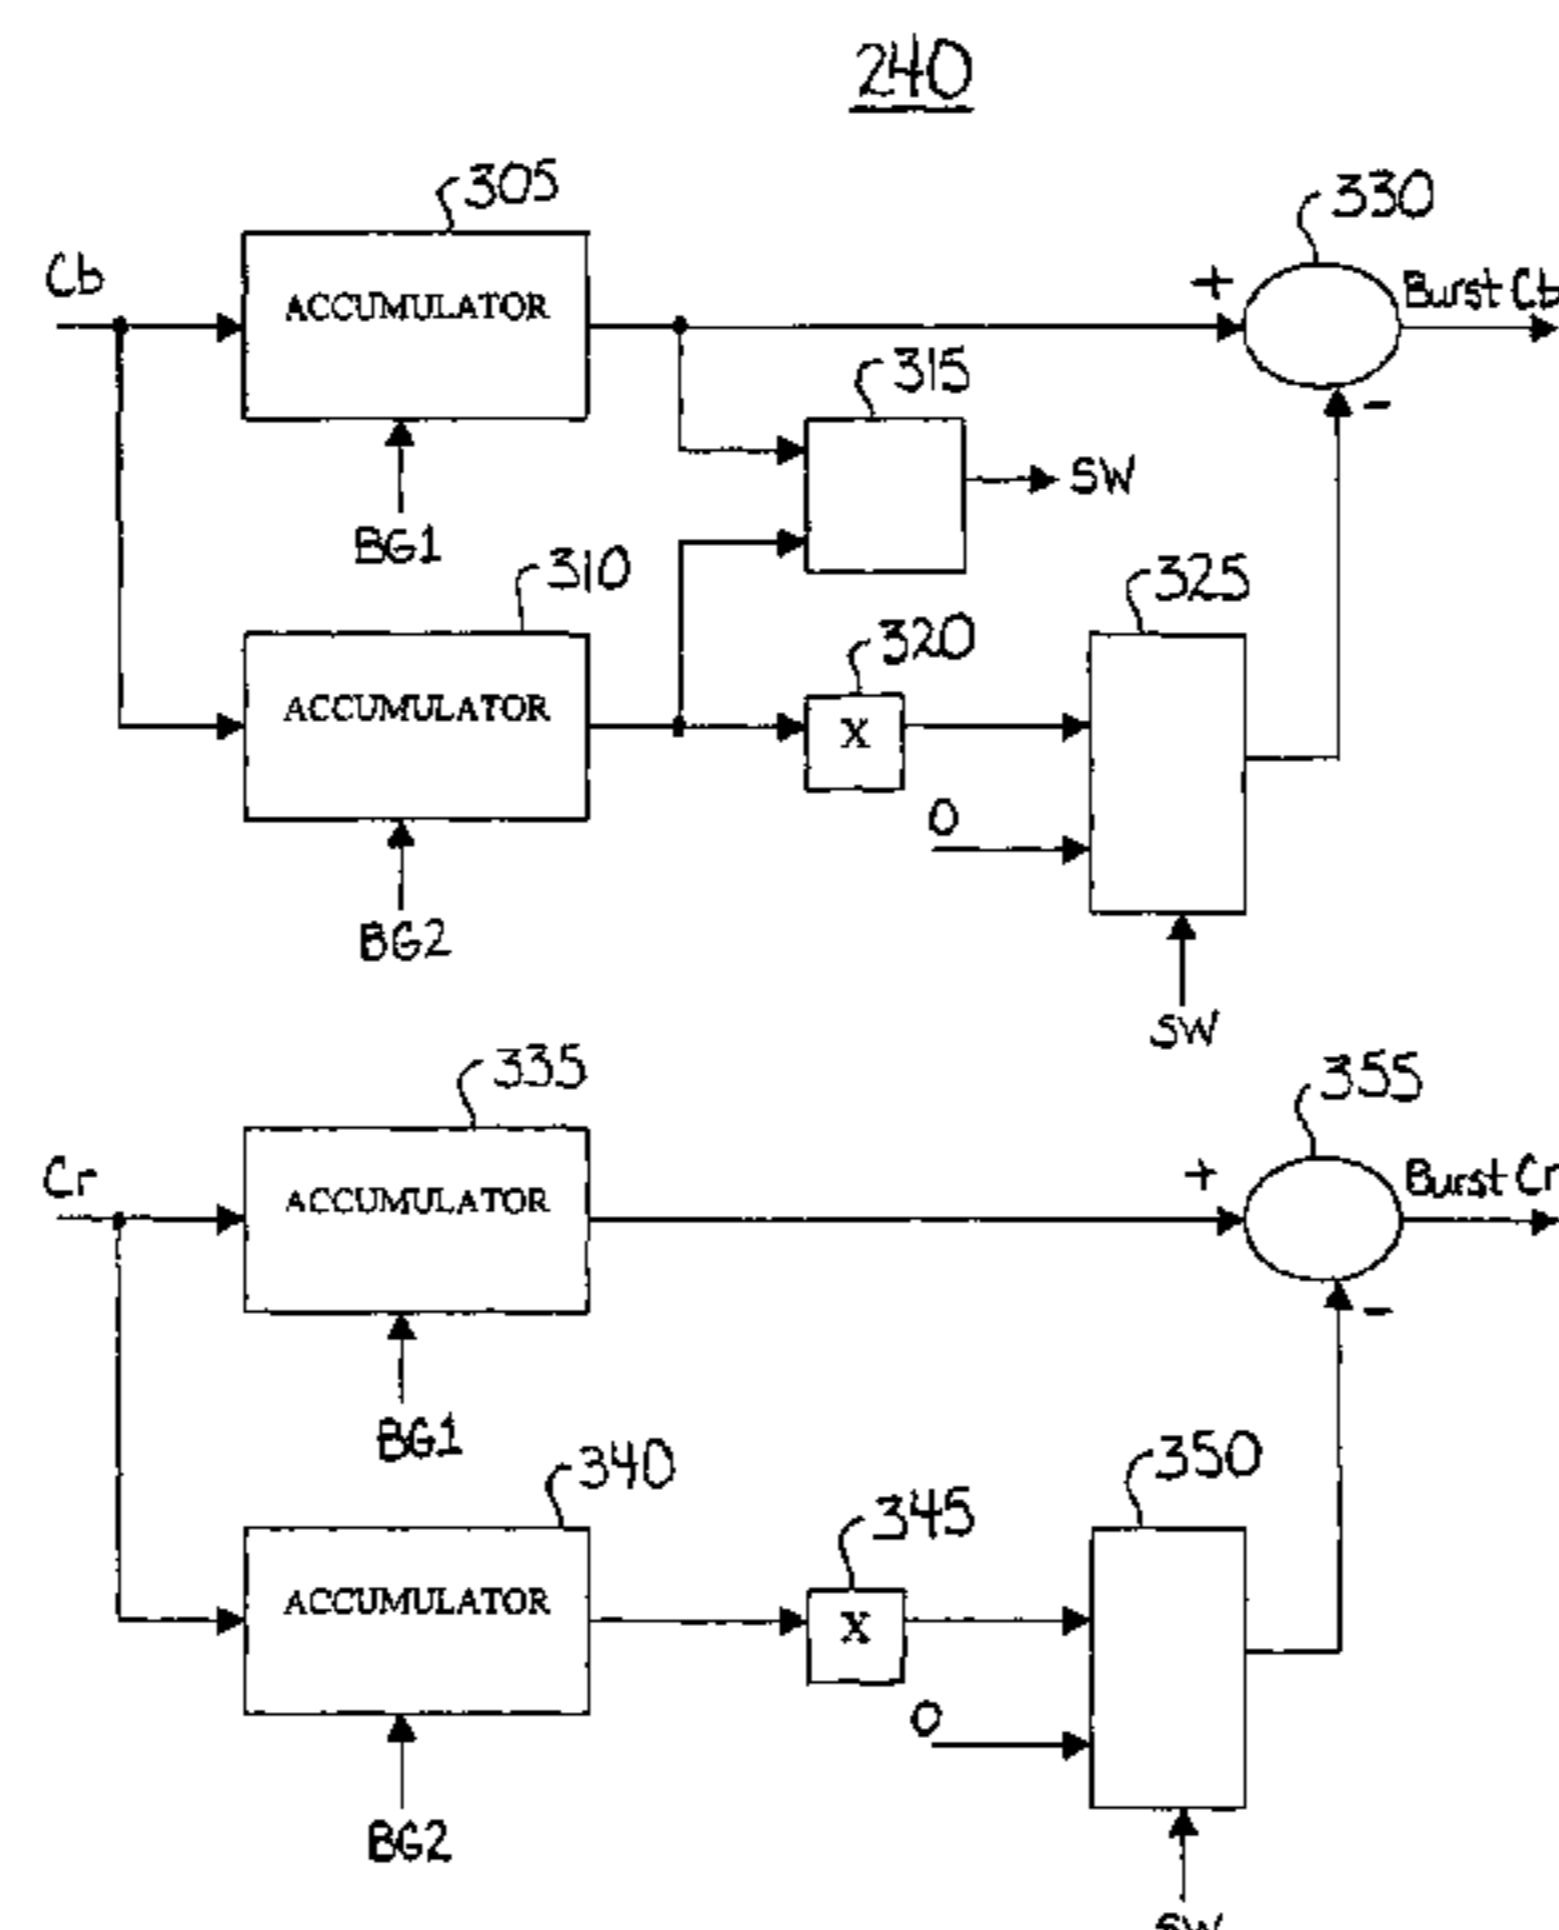 240
305
330
Cb
ACCUMULATOR
+
Burst Cb
315
-
SW
BG1
310
325
320
ACCUMULATOR
X
0
BG2
SW
335
355
Cr
ACCUMULATOR
+
Burst Cr
-
BG1
340
350
345
ACCUMULATOR
X
0
BG2
SW